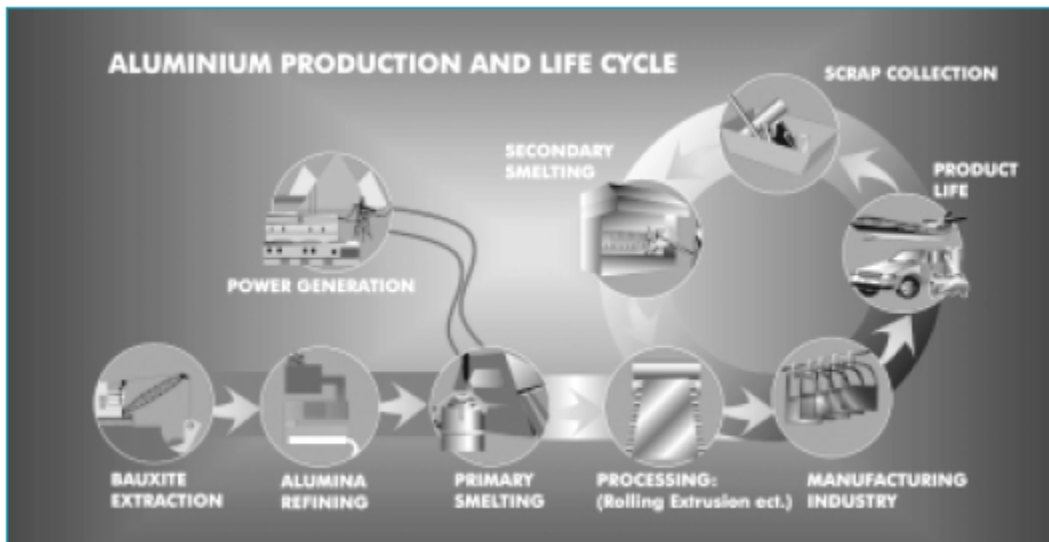 ALUMINIUM PRODUCTION AND LIFE CYCLE
SCRAP COLLECTION
SECONDARY
SMELTING
PRODUCT
LIFE
POWER GENERATION
BAUXITE
EXTRACTION
ALUMINA
REFINING
PRIMARY
SMELTING
PROCESSING:
(Rolling Extrusion ect.)
MANUFACTURING
INDUSTRY